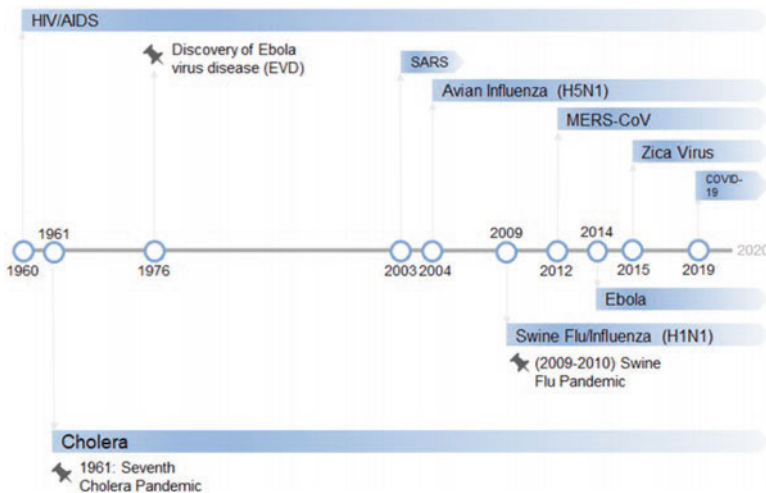 HIV/AIDS
Discovery of Ebola
virus disease (EVD)
SARS
Avian Influenza (H5N1)
MERS-CoV
Zica Virus
COVID-
19
1961
2009
2014
2020
1960
1976
2003
2004
2012
2015
2019
Ebola
Swine Flu/Influenza (H1N1)
(2009-2010) Swine
Flu Pandemic
Cholera
1961: Seventh
Cholera Pandemic